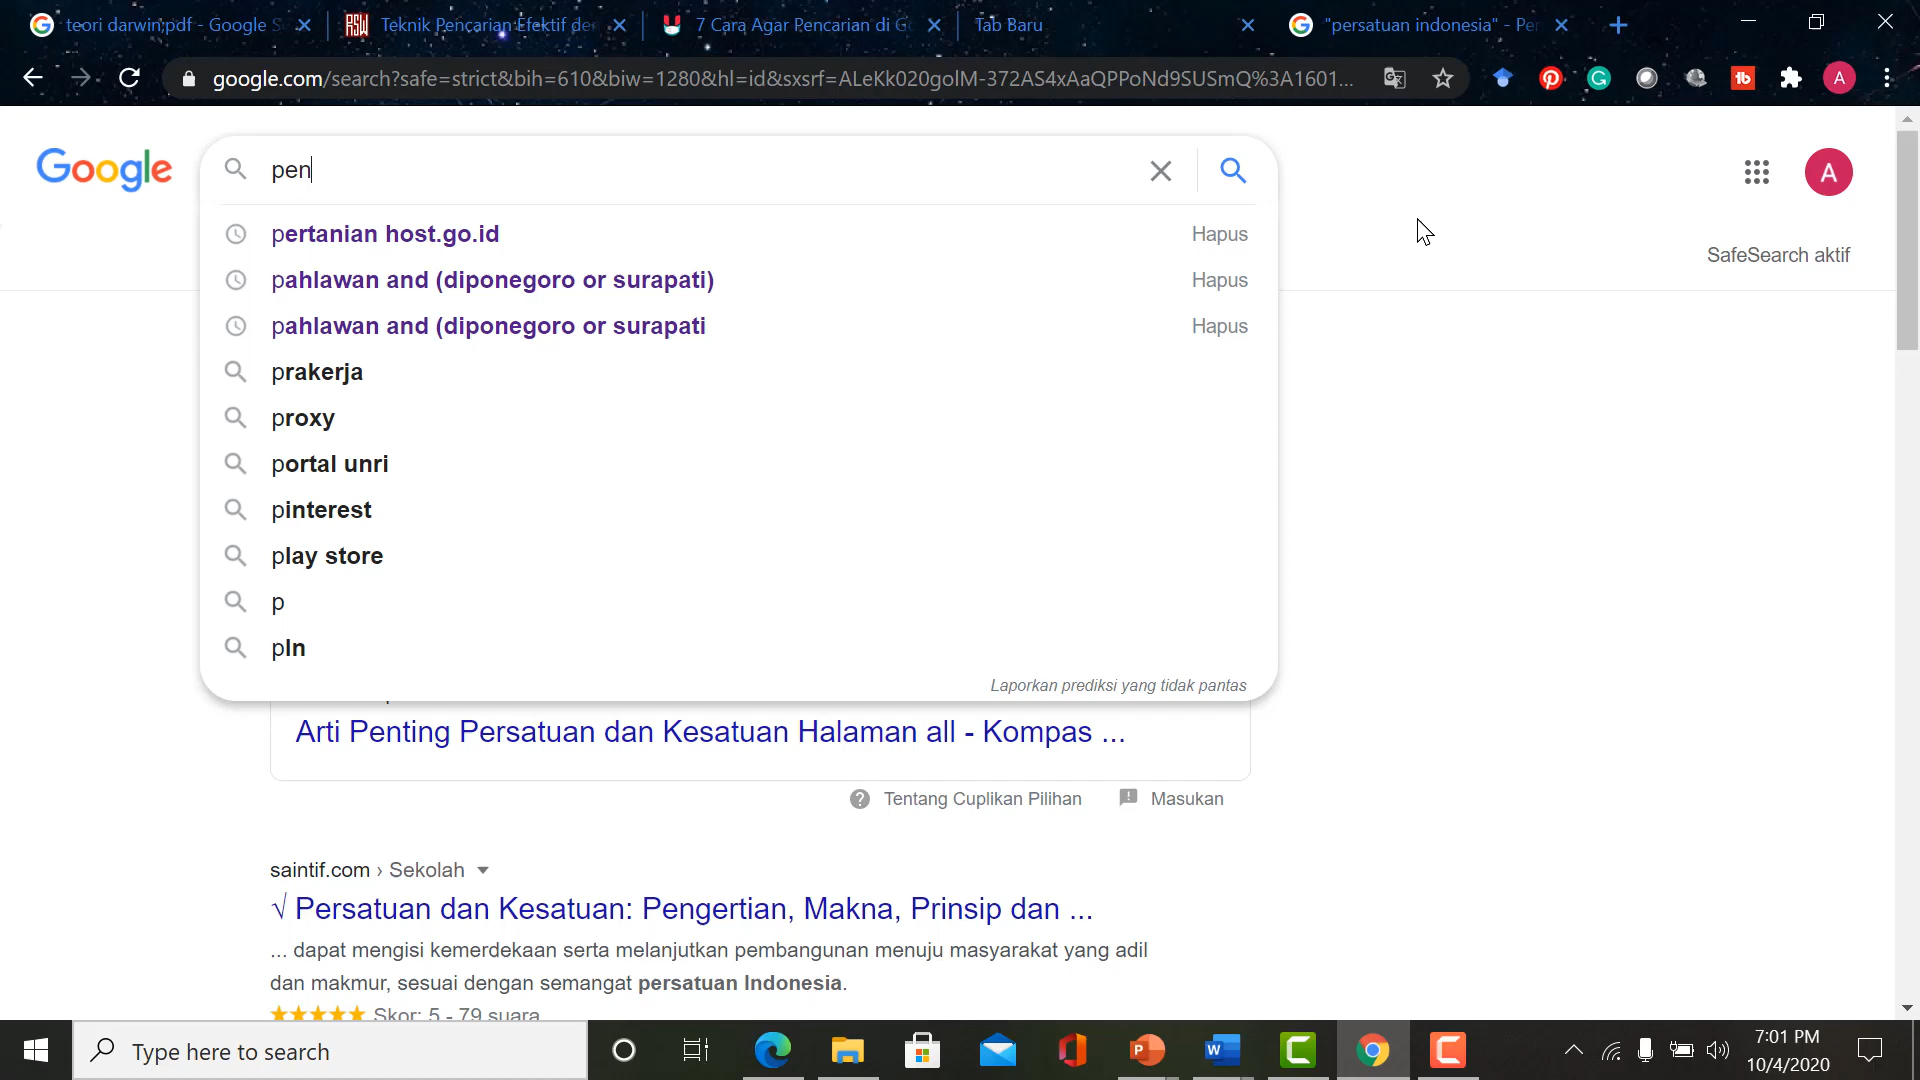 teori darwin;pdf - Google S
Teknik Pencarian Efektif de
7 Cara Agar Pencarian di G
Tab Baru
"persatuan indonesia" - Pe
google.com/search?safe=strict&bih=610&biw=1280&hl=id&sxsrf=ALeKk020golM-372AS4xAaQPPoNd9SUSmQ%3A1601...
A
Google
pen
A
pertanian host.go.id
Hapus
SafeSearch aktif
pahlawan and (diponegoro or surapati)
Hapus
pahlawan and (diponegoro or surapati
Hapus
prakerja
proxy
portal unri
pinterest
play store
p
pln
Laporkan prediksi yang tidak pantas
Arti Penting Persatuan dan Kesatuan Halaman all - Kompas ...
Tentang Cuplikan Pilihan
Masukan
saintif.com › Sekolah
√ Persatuan dan Kesatuan: Pengertian, Makna, Prinsip dan ...
... dapat mengisi kemerdekaan serta melanjutkan pembangunan menuju masyarakat yang adil
dan makmur, sesuai dengan semangat persatuan Indonesia.
Skor: 5 - 79 suara
Type here to search
7:01 PM
10/4/2020